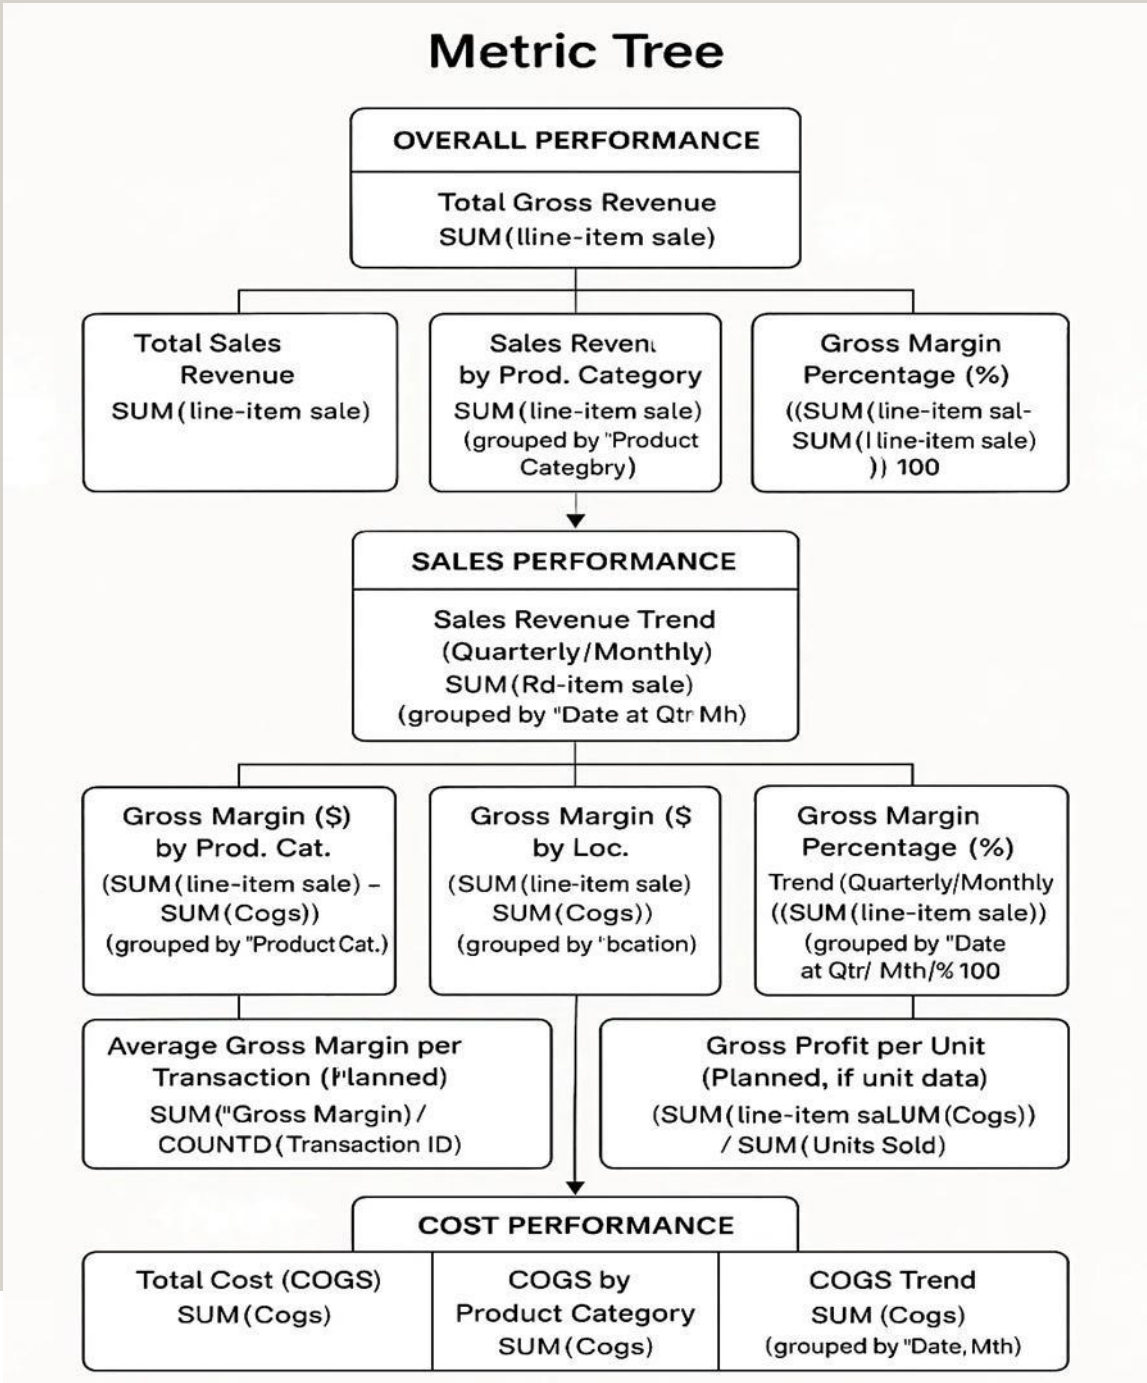 Metric Tree
OVERALL PERFORMANCE
Total Gross Revenue
SUM(lline-item sale)
Total Sales
Revenue
SUM(line-item sale)
Sales Reven
by Prod. Category
SUM(line-item sale)
(grouped by "Product
Categbry)
Gross Margin
Percentage (%)
((SUM(line-item sal-
SUM(l line-item sale)
)) 100
SALES PERFORMANCE
Sales Revenue Trend
(Quarterly/Monthly)
SUM(Rd-item sale)
(grouped by "Date at Qtr Mh)
Gross Margin ($)
by Prod. Cat.
(SUM(line-item sale) –
SUM(Cogs))
(grouped by "Product Cat.)
Gross Margin ($
by Loc.
(SUM(line-item sale)
SUM(Cogs))
(grouped by "bcation)
Gross Margin
Percentage (%)
Trend (Quarterly/Monthly
((SUM(line-item sale))
(grouped by "Date
at Qtr/ Mth/% 100
Average Gross Margin per
Transaction (Planned)
SUM("Gross Margin)/
COUNTD(Transaction ID)
Gross Profit per Unit
(Planned, if unit data)
(SUM(line-item saLUM(Cogs))
/ SUM(Units Sold)
COST PERFORMANCE
Total Cost (COGS)
SUM(Cogs)
COGS by
Product Category
SUM(Cogs)
COGS Trend
SUM (Cogs)
(grouped by "Date, Mth)